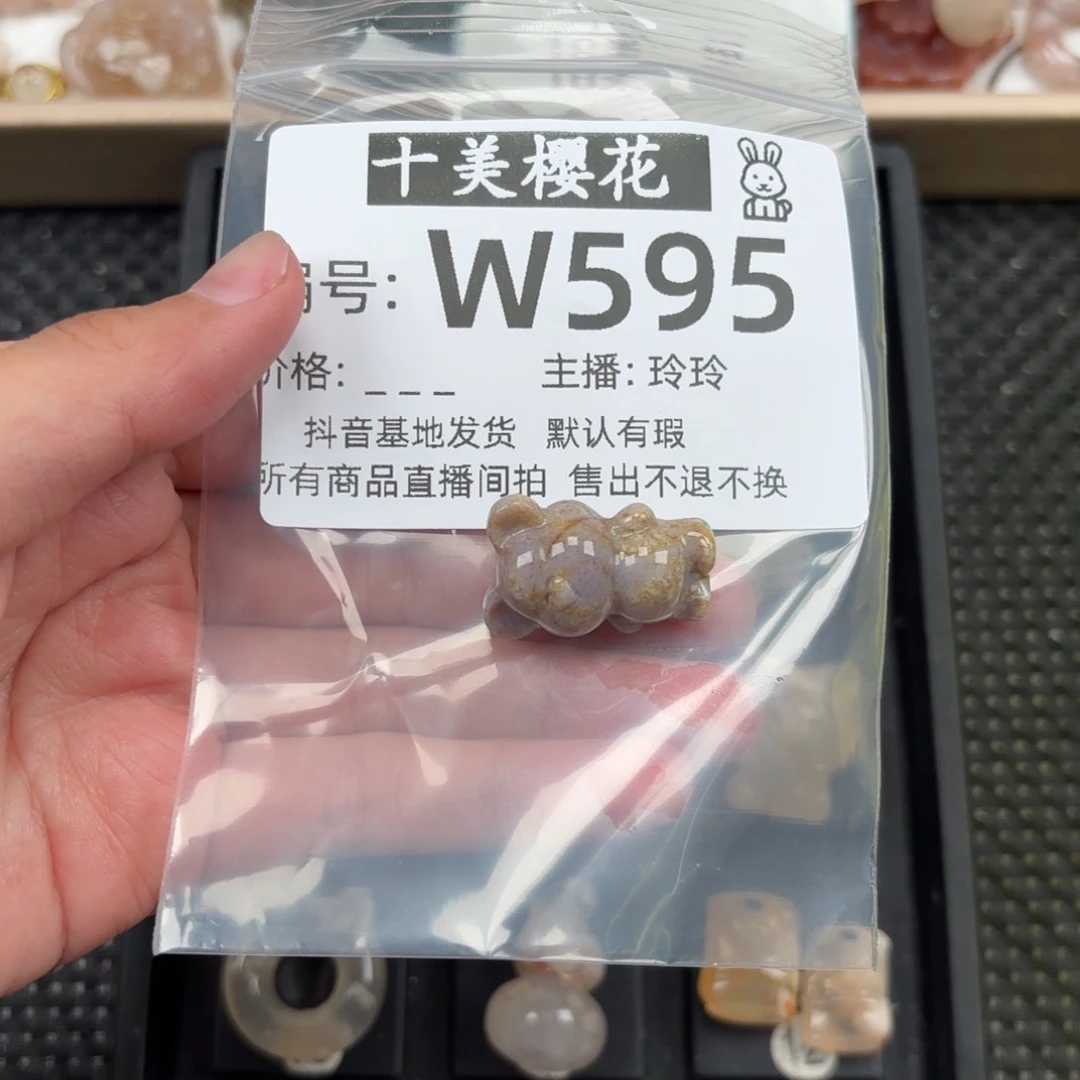 十美樱花
编号: W595
价格: _ _ _ 主播: 玲玲
抖音基地发货 默认有瑕
所有商品直播间拍 售出不退不换